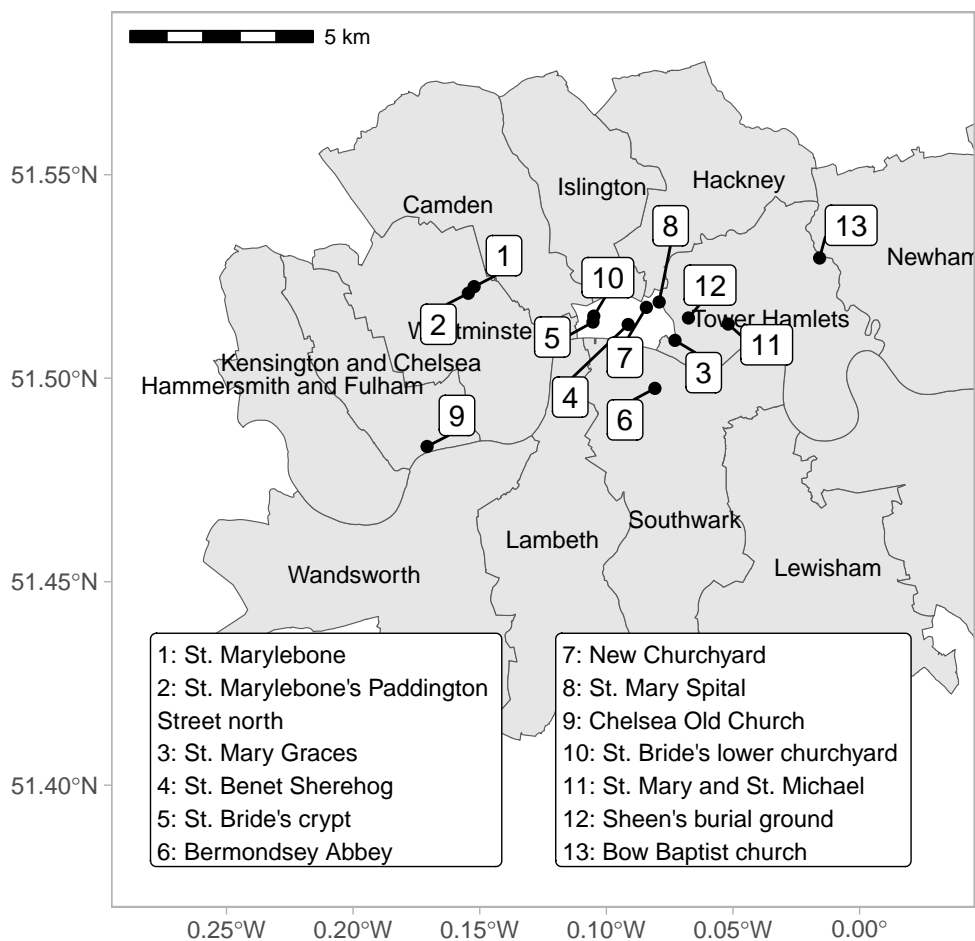 5 km
51.55°N
51.50°N
51.45°N
51.40°N
Islington
Hackney
Camden
8
13
1
10
12
Newham
2
5
Westminste
Tower Hamlets
7
11
Kensington and Chelsea
3
Hammersmith and Fulham
4
6
9
Southwark
Lambeth
Lewisham
Wandsworth
1: St. Marylebone
2: St. Marylebone's Paddington
Street north
3: St. Mary Graces
4: St. Benet Sherehog
5: St. Bride's crypt
6: Bermondsey Abbey
7: New Churchyard
8: St. Mary Spital
9: Chelsea Old Church
10: St. Bride's lower churchyard
11: St. Mary and St. Michael
12: Sheen's burial ground
13: Bow Baptist church
0.25°W
0.20°W
0.15°W
0.10°W
0.05°W
0.00°